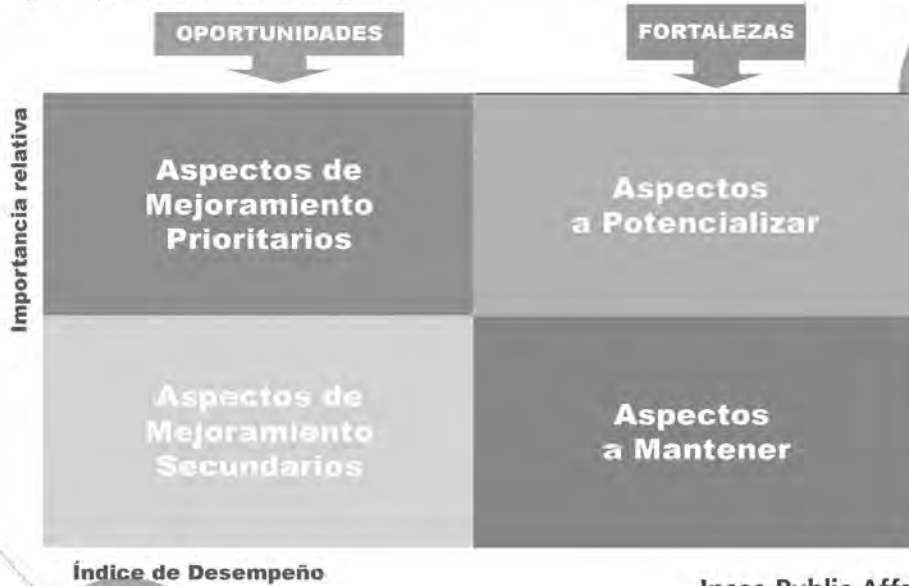 OPORTUNIDADES
FORTALEZAS
Importancia relativa
Aspectos de
Mejoramiento
Prioritarios
Aspectos
a Potencializar
Aspectos de
Mejoramiento
Secundarios
Aspectos
a Mantener
Índice de Desempeño
Public